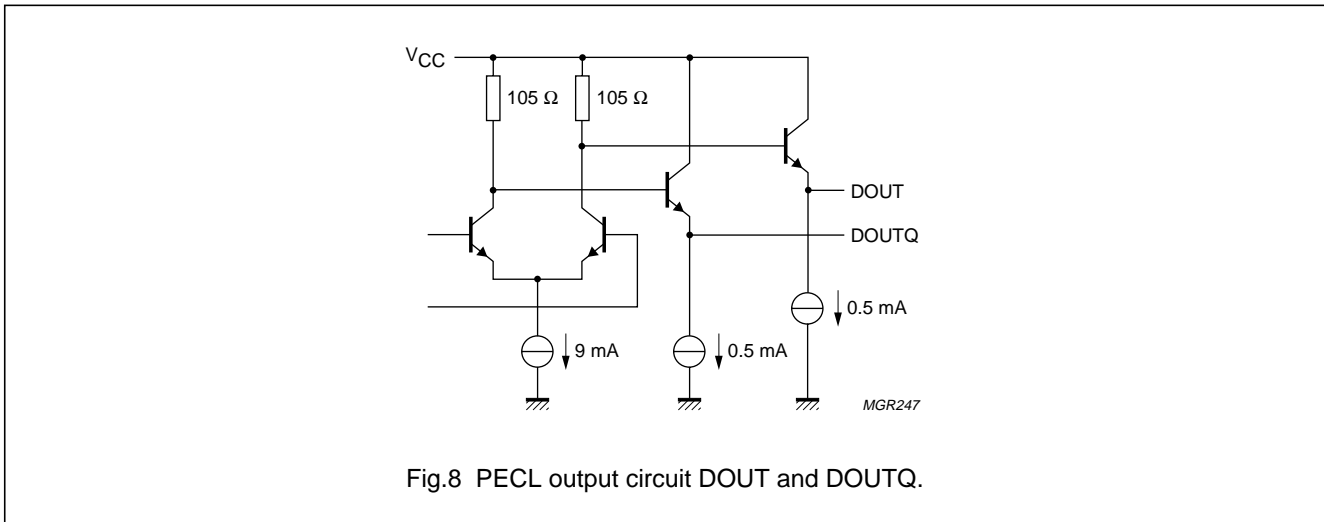 VCC
105 Ω 105 Ω
DOUT
DOUTQ
0.5 mA
9 mA 0.5 mA
MGR247
Fig.8 PECL output circuit DOUT and DOUTQ.